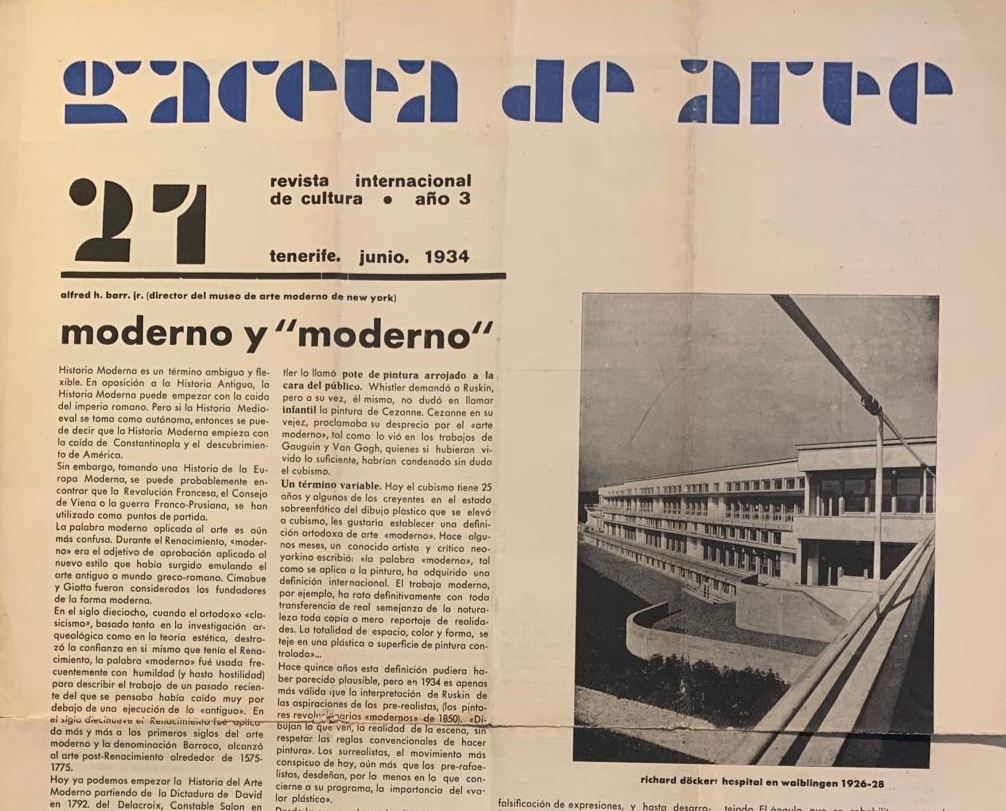 gaceta de arte
27
revista internacional
de cultura • año 3
tenerife. junio. 1934
alfred h. barr. jr. (director del museo de arte moderno de new york)
moderno y "moderno"
Historia Moderna es un término ambiguo y fle-
xible. En oposición a la Historia Antigua, la
Historia Moderna puede empezar con la caida
del imperio romano. Pero si la Historia Medio-
eval se toma como autónoma, entonces se pue-
de decir que la Historia Moderna empieza con
la caída de Constantinopla y el descubrimien-
to de América.
Sin embargo, tomando una Historia de la Eu-
ropa Moderna, se puede probablemente en-
contrar que la Revolución Francesa, el Consejo
de Viena o la guerra Franco-Prusiana, se han
utilizado como puntos de partida.
La palabra moderno aplicada al arte es aún
más confusa. Durante el Renacimiento, «moder-
no» era el adjetivo de aprobación aplicado al
nuevo estilo que había surgido emulando el
arte antiguo o mundo greco-romano. Cimabue
y Giotto fueron considerados los fundadores
de la forma moderna.
En el siglo dieciocho, cuando el ortodoxo «cla-
sicismo», basado tanto en la investigación ar-
queológica como en la teoría estética, destro-
zó la confianza en si mismo que tenía el Rena-
cimiento, la palabra «moderno» fué usada fre-
cuentemente con humildad (y hasta hostilidad)
para describir el trabajo de un pasado recien-
te del que se pensaba había caído muy por
debajo de una ejecución de lo «antiguo». En
el siglo diecinueve el Renacimiento fué aplica-
do más y más a los primeros siglos del arte
moderno y la denominación Barroco, alcanzó
al arte post-Renacimiento alrededor de 1575-
1775.
Hoy ya podemos empezar la Historia del Arte
Moderno partiendo de la Dictadura de David
en 1792. del Delacroix, Constable Salon en
tler lo llamó pote de pintura arrojado a la
cara del público. Whistler demandó a Ruskin,
pero a su vez, él mismo, no dudó en llamar
infantil la pintura de Cezanne. Cezanne en su
vejez, proclamaba su desprecio por el «arte
moderno», tal como lo vió en los trabajos de
Gauguin y Van Gogh, quienes si hubieran vi-
vido lo suficiente, habrían condenado sin duda
el cubismo.
Un término variable. Hoy el cubismo tiene 25
años y algunos de los creyentes en el estado
sobreenfático del dibujo plástico que se elevó
a cubismo, les gustaria establecer una defini-
ción ortodoxa de arte «moderno». Hace algu-
nos meses, un conocido artista y crítico neo-
yorkino escribió: «la palabra «moderno», tal
como se aplica a la pintura, ha adquirido una
definición internacional. El trabajo moderno,
por ejemplo, ha roto definitivamente con toda
transferencia de real semejanza de la natura-
leza toda copia o mero reportaje de realida-
des. La totalidad de espacio, color y forma, se
teje en una plástica o superficie de pintura con-
trolada»...
Hace quince años esta definición pudiera ha-
ber parecido plausible, pero en 1934 es apenas
más válida que la interpretación de Ruskin de
las aspiraciones de los pre-realistas, (los pinto-
res revolucionarios «modernos» de 1850). «Di-
bujan lo que ven, la realidad de la escena, sin
respetar las reglas convencionales de hacer
pintura». Los surrealistas, el movimiento más
conspicuo de hoy, aún más que los pre-rafae-
listas, desdeñan, por lo menos en lo que con-
cierne a su programa, la importancia del «va-
lor plástico».
richard döcker: hospital en waiblingen 1926-28
falsificación de expresiones, y hasta desarro-